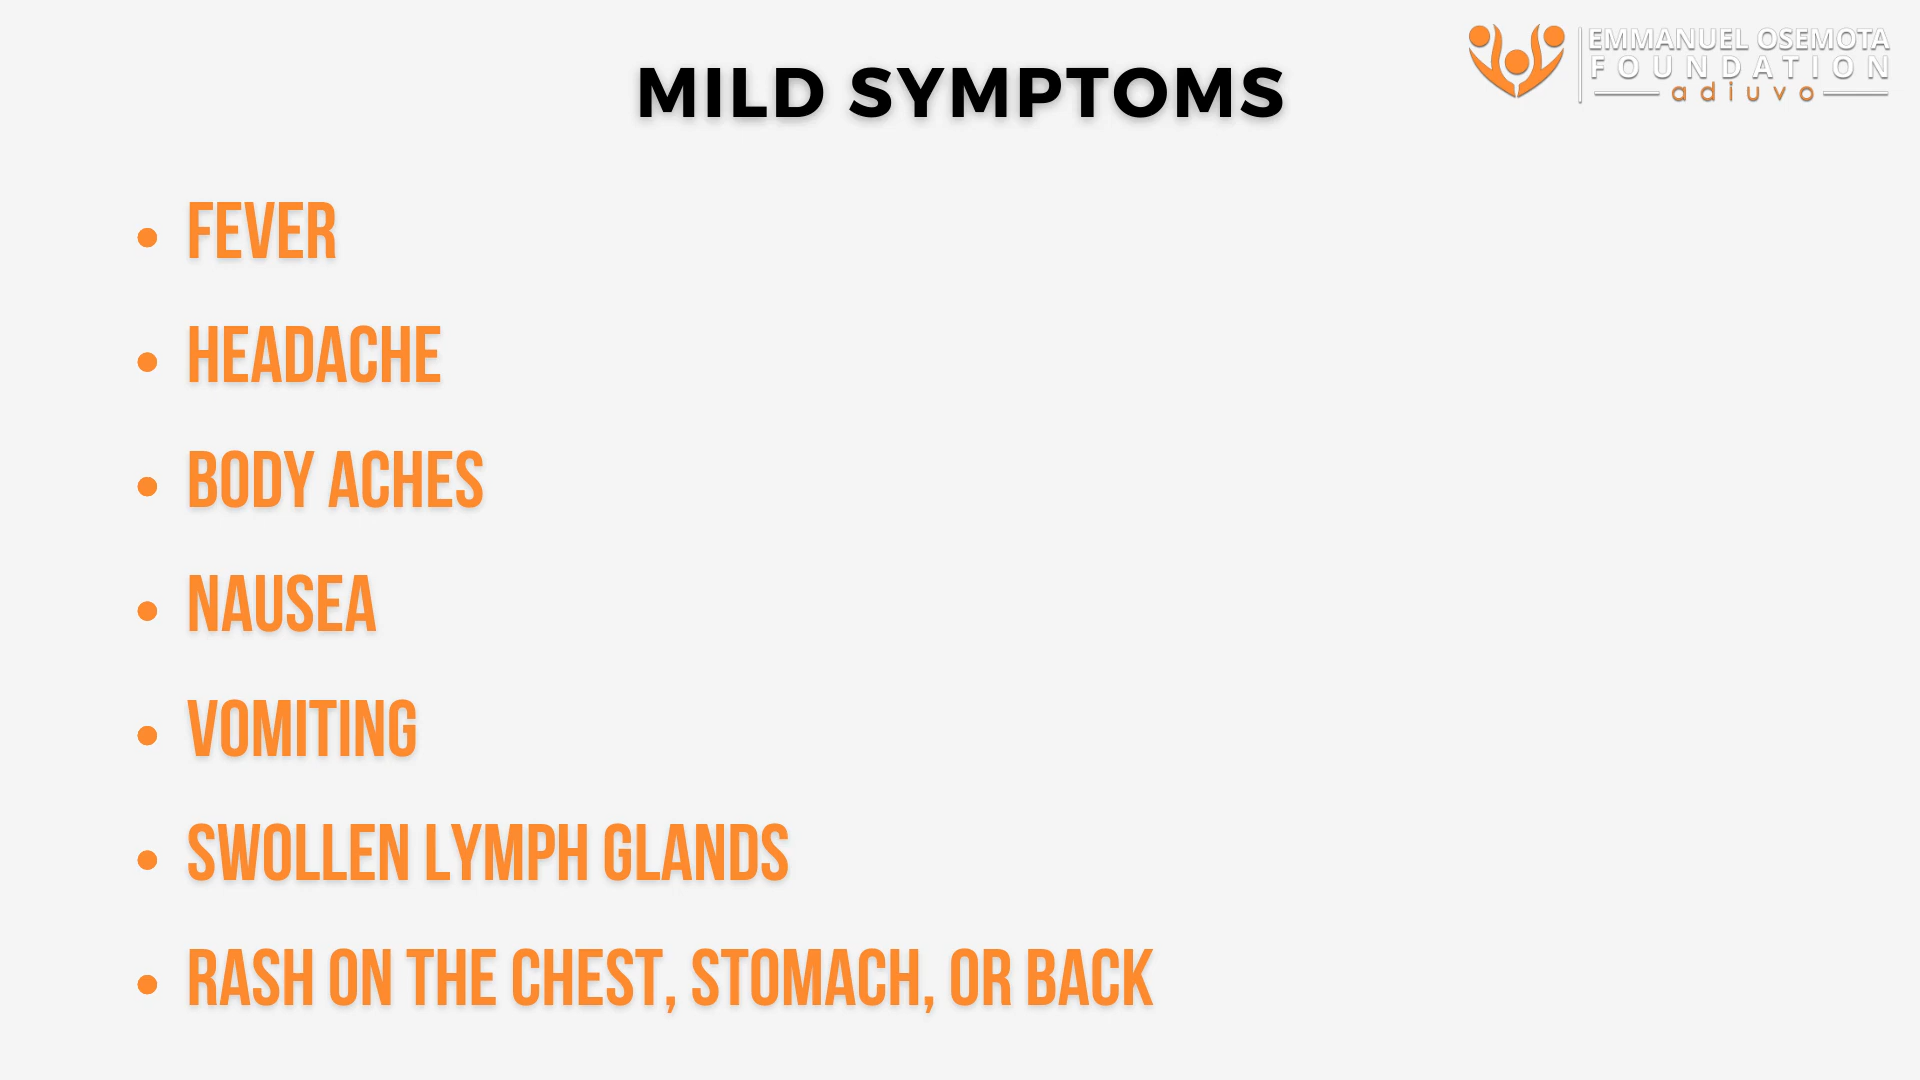 MILD SYMPTOMS
EMMANUEL OSEMOTA
FOUNDATION
adiuvo
• FEVER
• HEADACHE
• BODY ACHES
• NAUSEA
• VOMITING
• SWOLLEN LYMPH GLANDS
• RASH ON THE CHEST, STOMACH, OR BACK